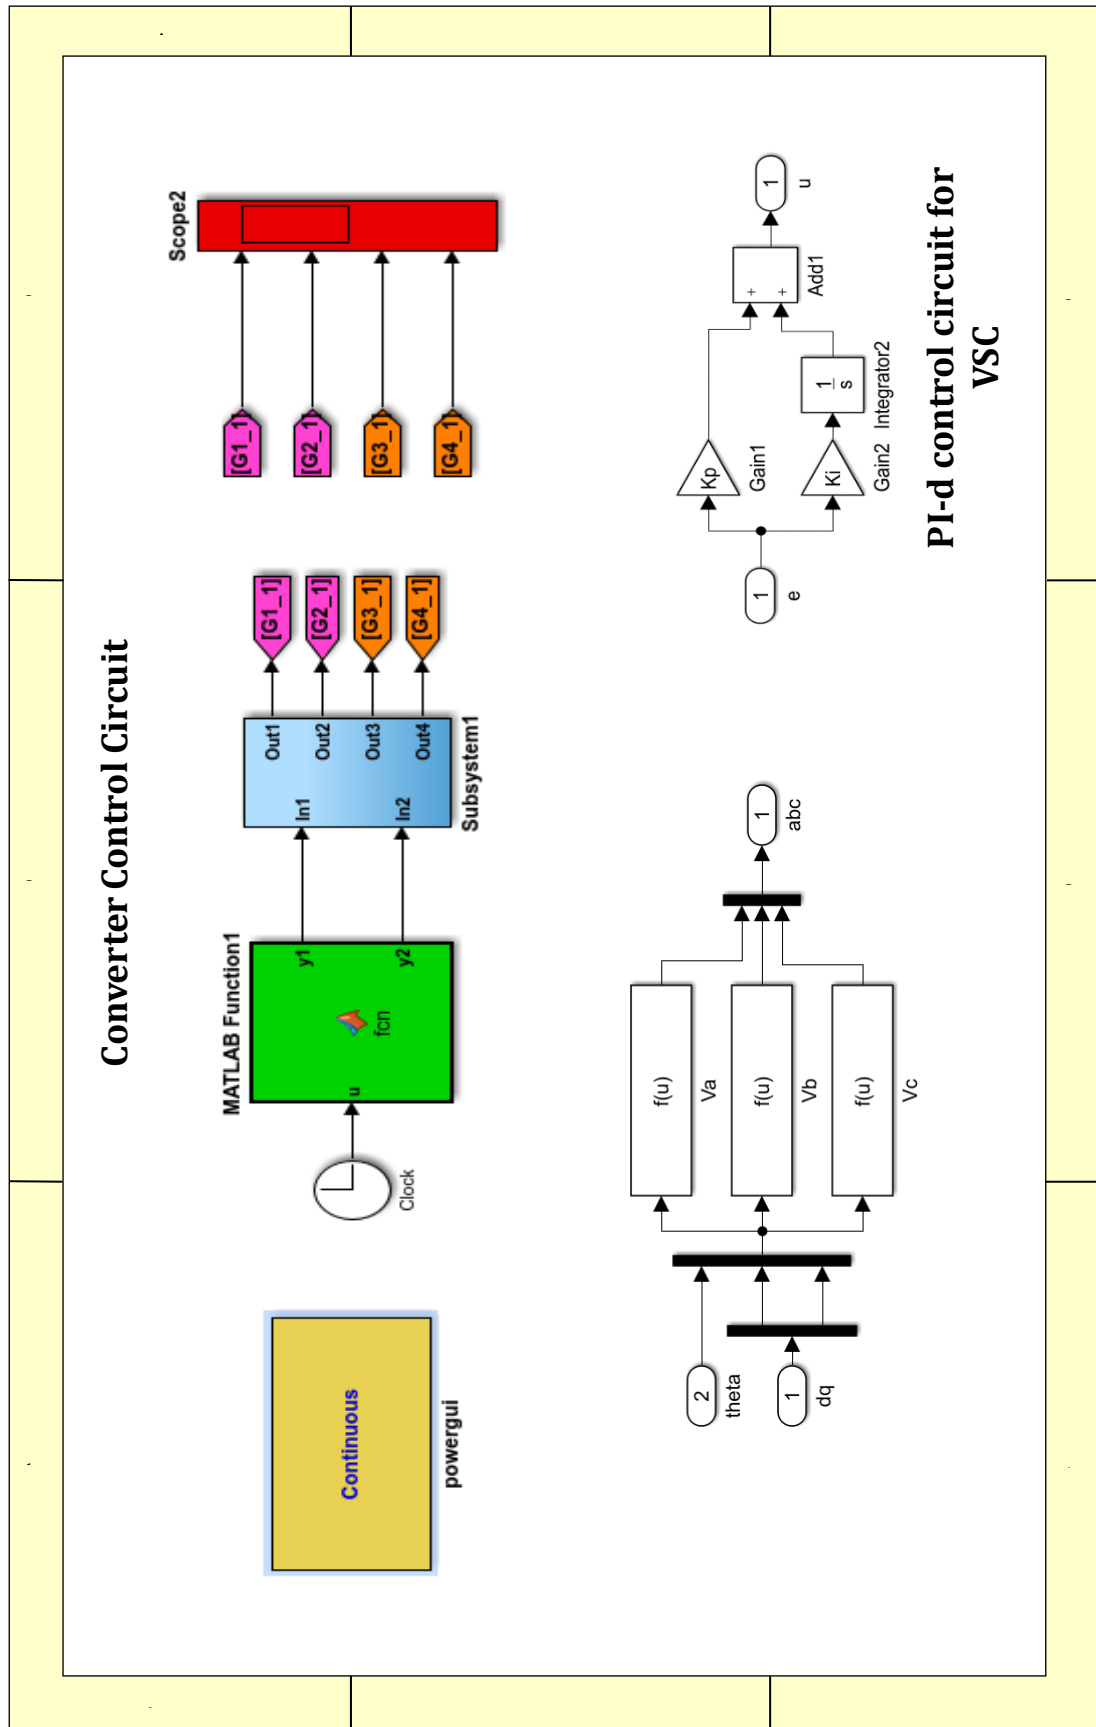 Converter Control Circuit
Continuous
powergui
Clock
MATLAB Function1
u
fcn
y1
y2
In1
In2
Out1
Out2
Out3
Out4
Subsystem1
[G1_1]
[G2_1]
[G3_1]
[G4_1]
[G1_1]
[G2_1]
[G3_1]
[G4_1]
Scope2
2
theta
1
dq
f(u)
Va
f(u)
Vb
f(u)
Vc
1
abc
1
e
Kp
Gain1
Ki
Gain2
1
s
Integrator2
+
+
Add1
1
u
PI-d control circuit for
VSC